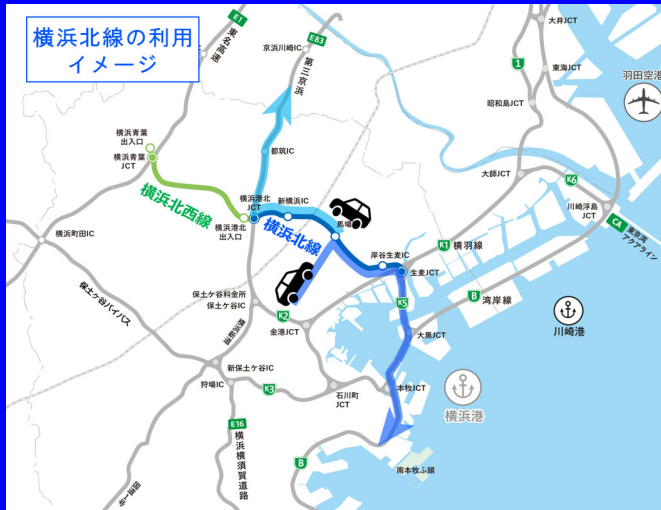 横浜北線の利用
イメージ
E1
東名高速
京浜川崎IC
E83
第三京浜
大井JCT
1
東海JCT
羽田空港
昭和島JCT
横浜青葉
出入口
横浜青葉
JCT
都筑IC
大師JCT
K6
川崎浮島
JCT
CA
東京湾
アクアライン
横浜北西線
横浜港北
JCT
横浜港北
出入口
新横浜IC
馬場
横浜北線
横浜町田IC
岸谷生麦IC
生麦JCT
K1
横羽線
保土ケ谷バイパス
保土ケ谷料金所
保土ケ谷IC
K2
金港JCT
K5
B
湾岸線
大黒JCT
川崎港
横浜新道
新保土ケ谷IC
狩場IC
K3
石川町
JCT
本牧JCT
横浜港
E16
横浜横須賀道路
国道1号
B
南本牧ふ頭